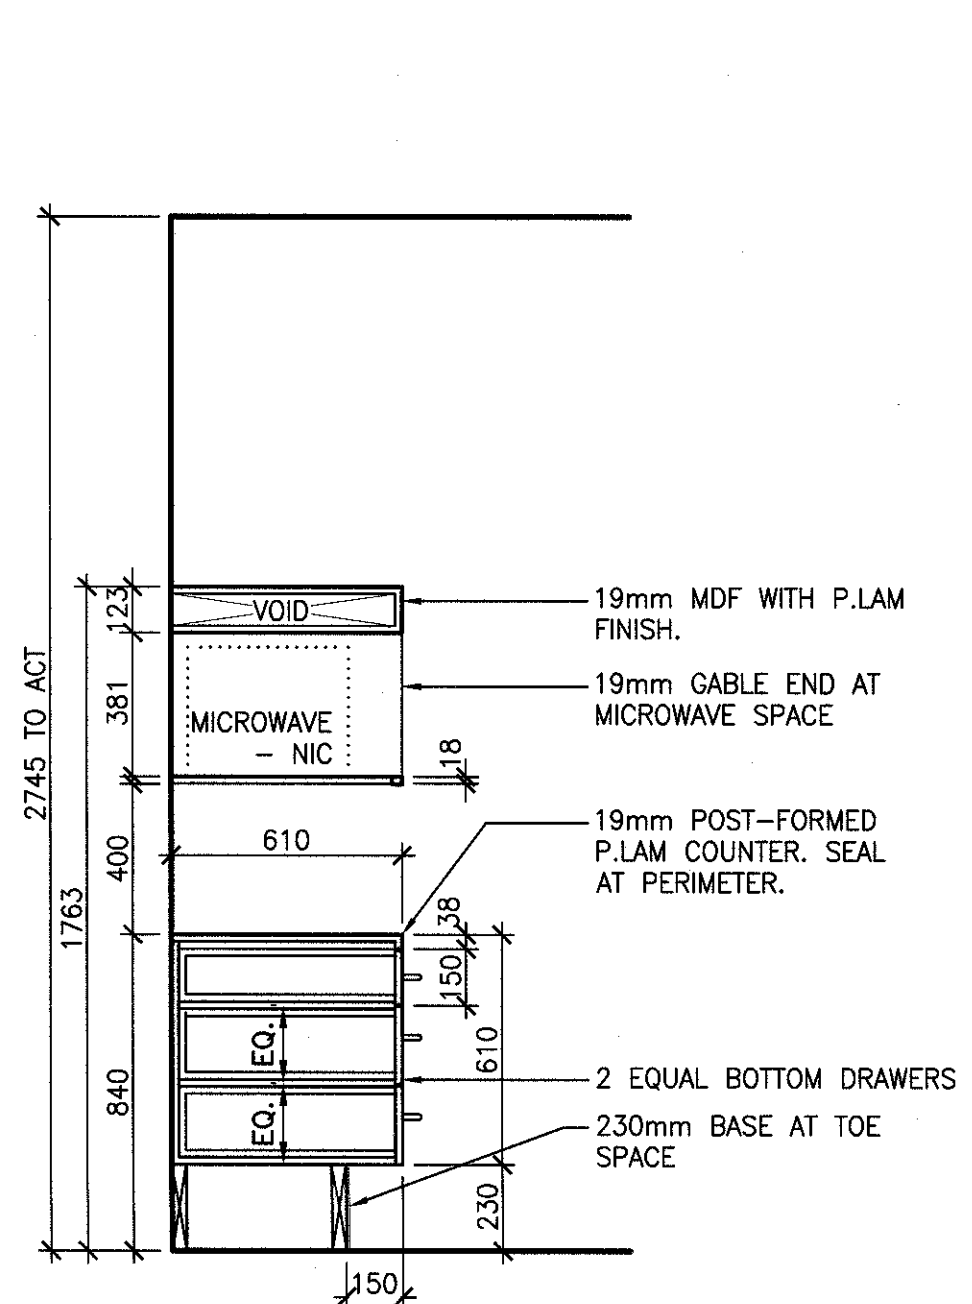 2745 TO ACT
1763
123
381
400
840
VOID
19mm MDF WITH P.LAM
FINISH.
19mm GABLE END AT
MICROWAVE SPACE
MICROWAVE
- NIC
18
610
19mm POST-FORMED
P.LAM COUNTER. SEAL
AT PERIMETER.
38
150
610
EQ.
EQ.
2 EQUAL BOTTOM DRAWERS
230mm BASE AT TOE
SPACE
230
150